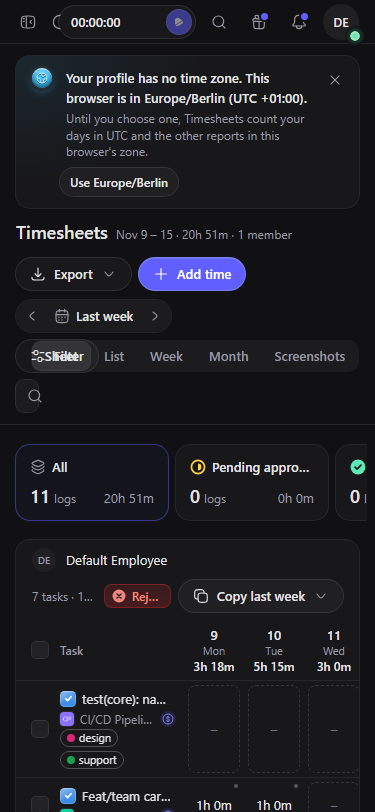 00:00:00
DE
Your profile has no time zone. This
browser is in Europe/Berlin (UTC +01:00).
Until you choose one, Timesheets count your
days in UTC and the other reports in this
browser's zone.
Use Europe/Berlin
Timesheets Nov 9 – 15 · 20h 51m · 1 member
Export
Add time
Last week
Filter List Week Month Screenshots
All
11 logs 20h 51m
Pending appro...
0 logs 0h 0m
0
DE Default Employee
7 tasks · 1... Rej... Copy last week
Task
9 10 11
Mon Tue Wed
3h 18m 5h 15m 3h 0m
test(core): na...
CP CI/CD Pipeli...
– – –
design
support
Feat/team car...
1h 0m 1h 0m –